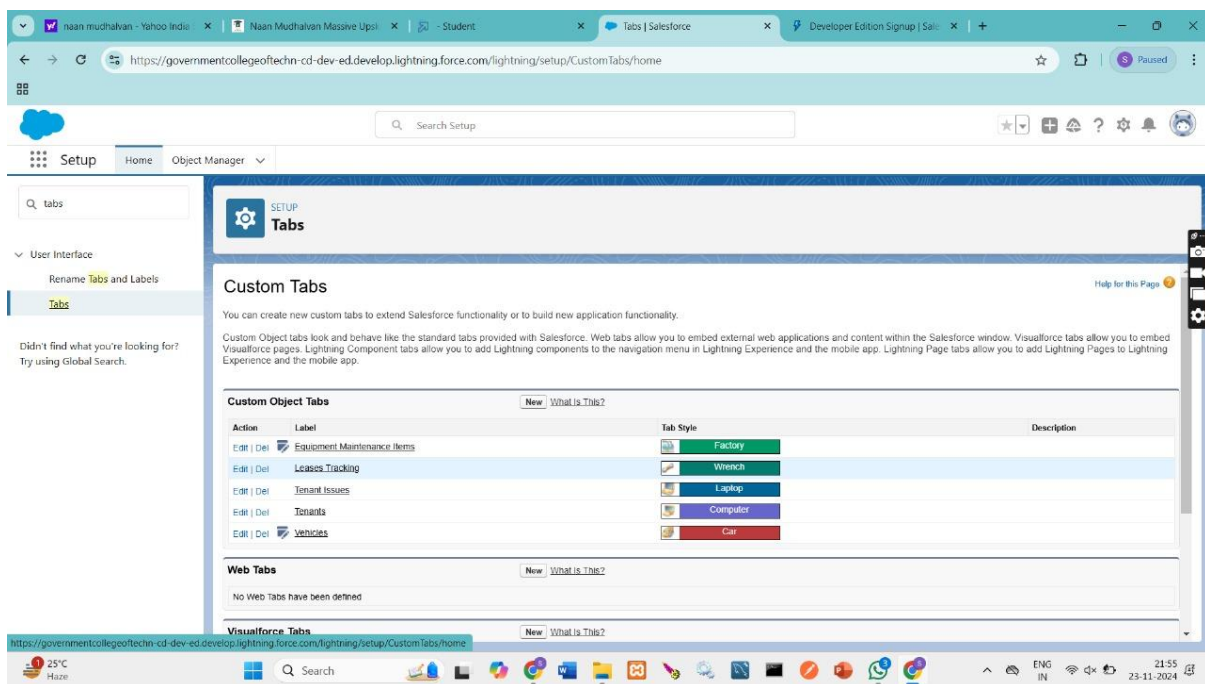 naan mudhalvan - Yahoo India
Naan Mudhalvan Massive Upsl
- Student
Tabs | Salesforce
Developer Edition Signup | Sale
https://governmentcollegeoftechn-cd-dev-ed.develop.lightning.force.com/lightning/setup/CustomTabs/home
S Paused
Search Setup
Setup
Home
Object Manager
tabs
User Interface
Rename Tabs and Labels
Tabs
Didn't find what you're looking for?
Try using Global Search.
SETUP
Tabs
Custom Tabs
Help for this Page
You can create new custom tabs to extend Salesforce functionality or to build new application functionality.
Custom Object tabs look and behave like the standard tabs provided with Salesforce. Web tabs allow you to embed external web applications and content within the Salesforce window. Visualforce tabs allow you to embed
Visualforce pages. Lightning Component tabs allow you to add Lightning components to the navigation menu in Lightning Experience and the mobile app. Lightning Page tabs allow you to add Lightning Pages to Lightning
Experience and the mobile app.
Custom Object Tabs New What Is This?
Action Label Tab Style Description
Edit | Del Equipment Maintenance Items Factory
Edit | Del Leases Tracking Wrench
Edit | Del Tenant Issues Laptop
Edit | Del Tenants Computer
Edit | Del Vehicles Car
Web Tabs New What Is This?
No Web Tabs have been defined
Visualforce Tabs New What Is This?
https://governmentcollegeoftechn-cd-dev-ed.develop.lightning.force.com/lightning/setup/CustomTabs/home
1
25°C
Haze
Search
ENG
IN
21:55
23-11-2024